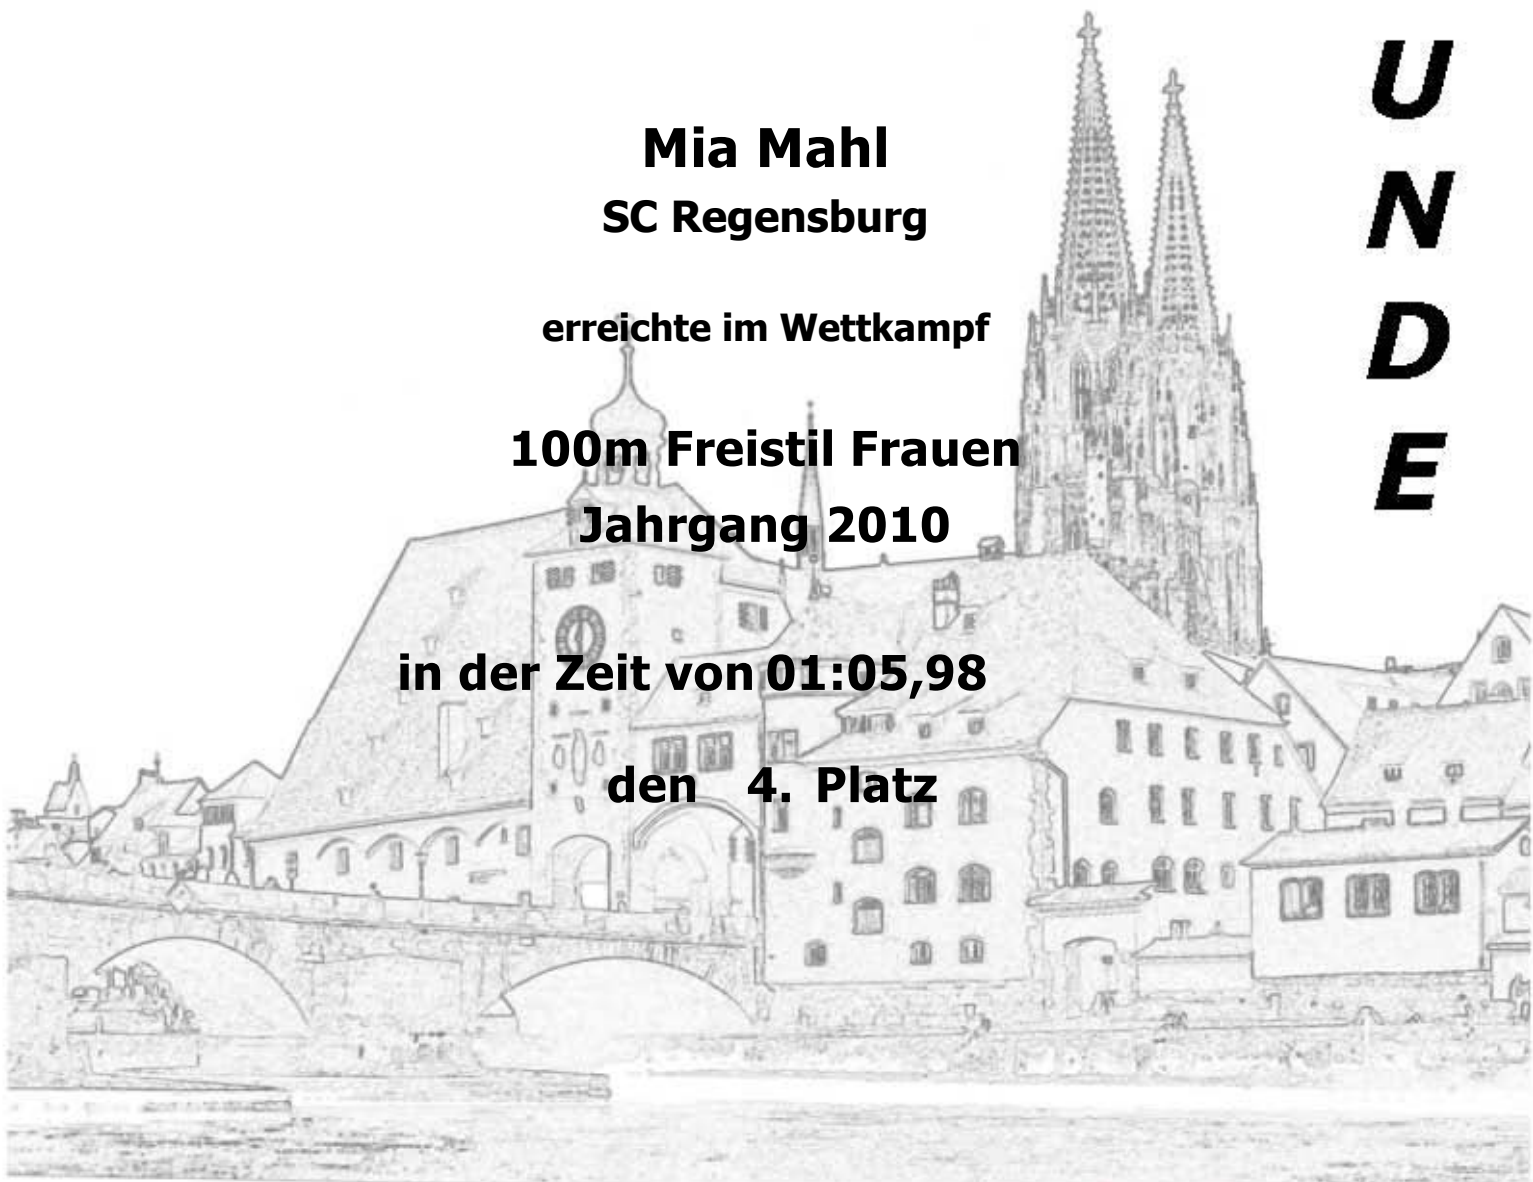 Mia Mahl
SC Regensburg
erreichte im Wettkampf
100m Freistil Frauen
Jahrgang 2010
in der Zeit von 01:05,98
den 4. Platz
U
N
D
E